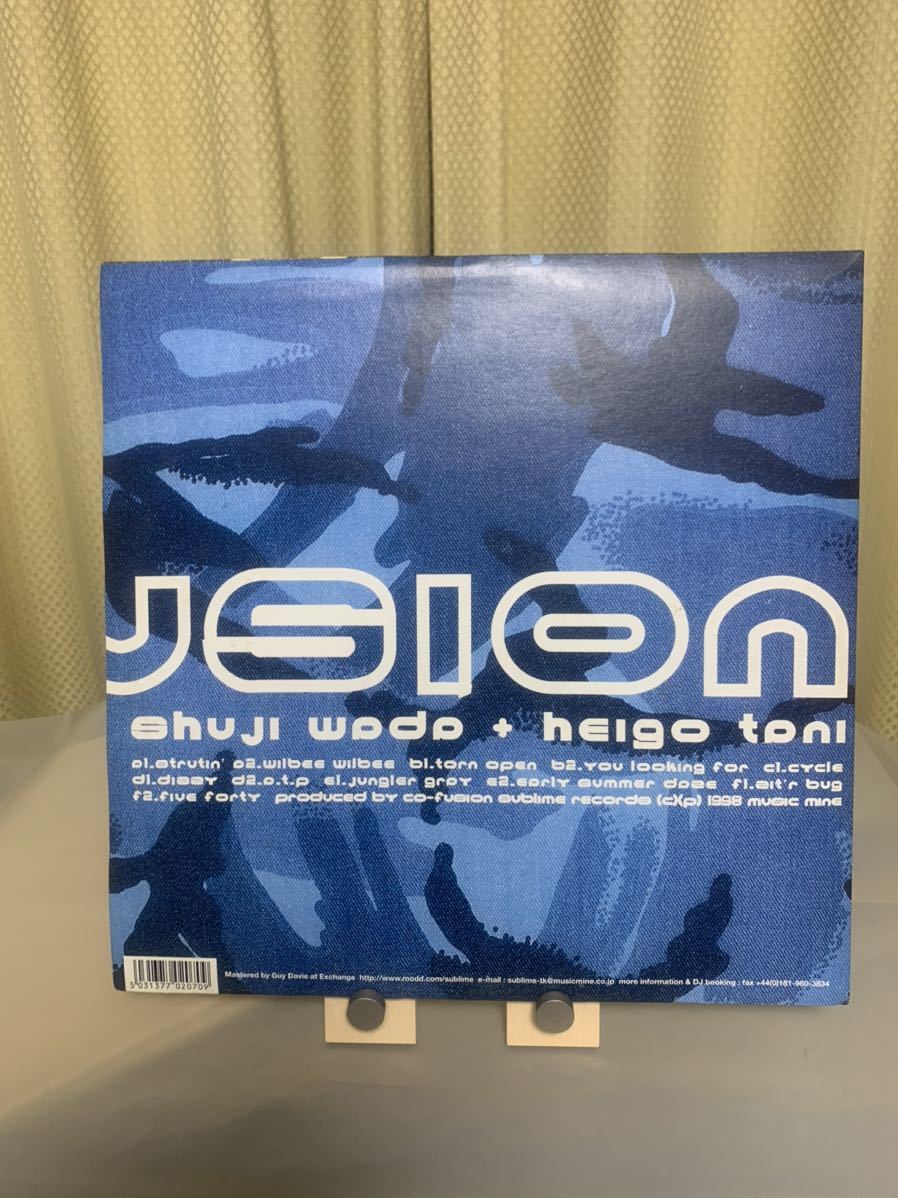 usion
shuji wada + heigo tani
a1.strutin' a2.wilbee wilbee b1.torn open b2.you looking for c1.cycle
d1.dizzy d2.o.t.p e1.jungler gray e2.early summer doze f1.ait'r bug
f2.five forty produced by co-fusion sublime records (c)(p) 1998 music mine
5 031377 020709
Mastered by Guy Davie at Exchange http://www.modd.com/sublime e-mail : sublime-tk@musicmine.co.jp more information & DJ booking : fax +44(0)181-960-3834